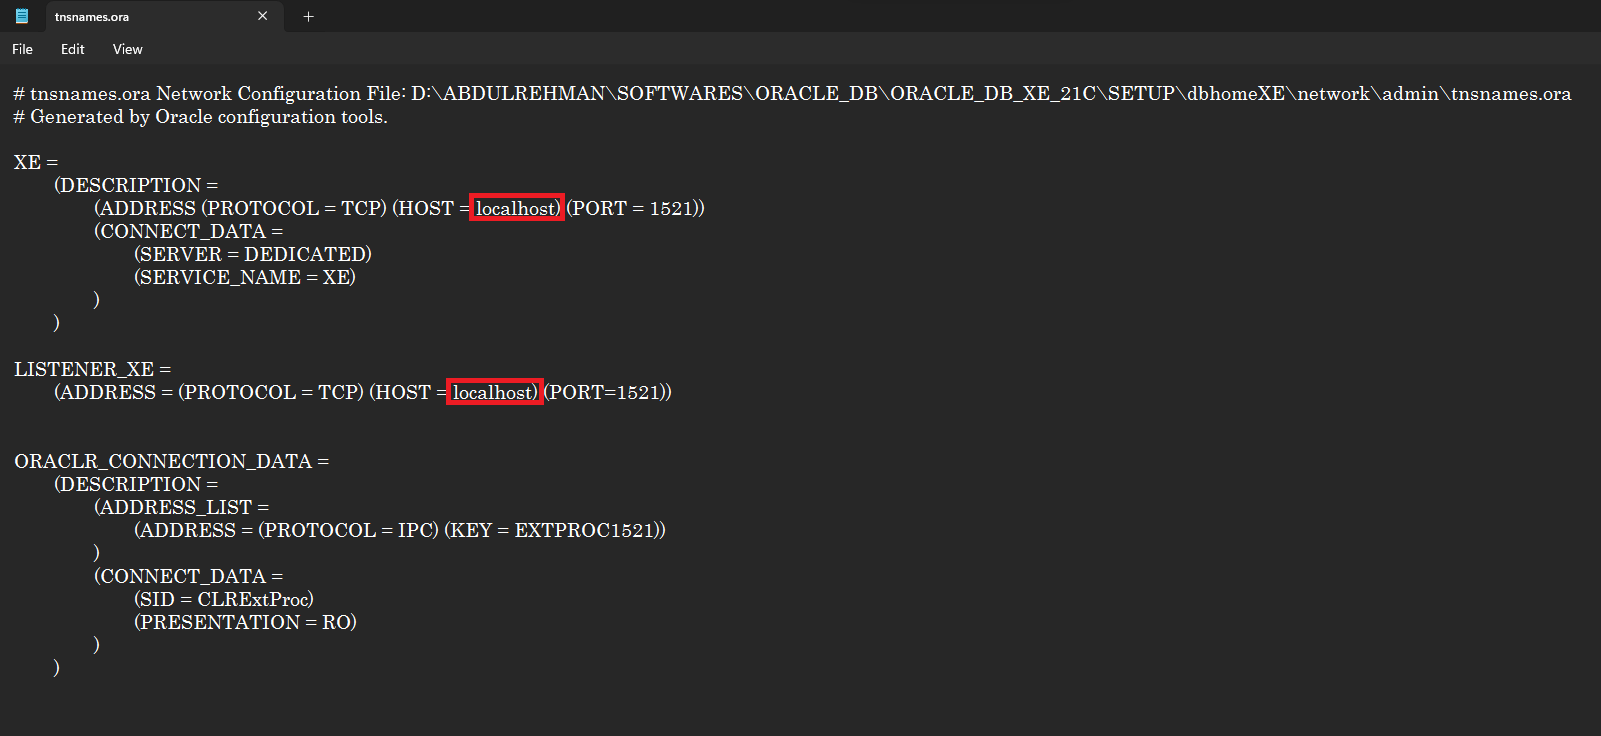 tnsnames.ora
File Edit View
# tnsnames.ora Network Configuration File: D:\ABDULREHMAN\SOFTWARES\ORACLE_DB\ORACLE_DB_XE_21C\SETUP\dbhomeXE\network\admin\tnsnames.ora
# Generated by Oracle configuration tools.
XE =
(DESCRIPTION =
(ADDRESS (PROTOCOL = TCP) (HOST = localhost) (PORT = 1521))
(CONNECT_DATA =
(SERVER = DEDICATED)
(SERVICE_NAME = XE)
)
)
LISTENER_XE =
(ADDRESS = (PROTOCOL = TCP) (HOST = localhost) (PORT=1521))
ORACLR_CONNECTION_DATA =
(DESCRIPTION =
(ADDRESS_LIST =
(ADDRESS = (PROTOCOL = IPC) (KEY = EXTPROC1521))
)
(CONNECT_DATA =
(SID = CLRExtProc)
(PRESENTATION = RO)
)
)